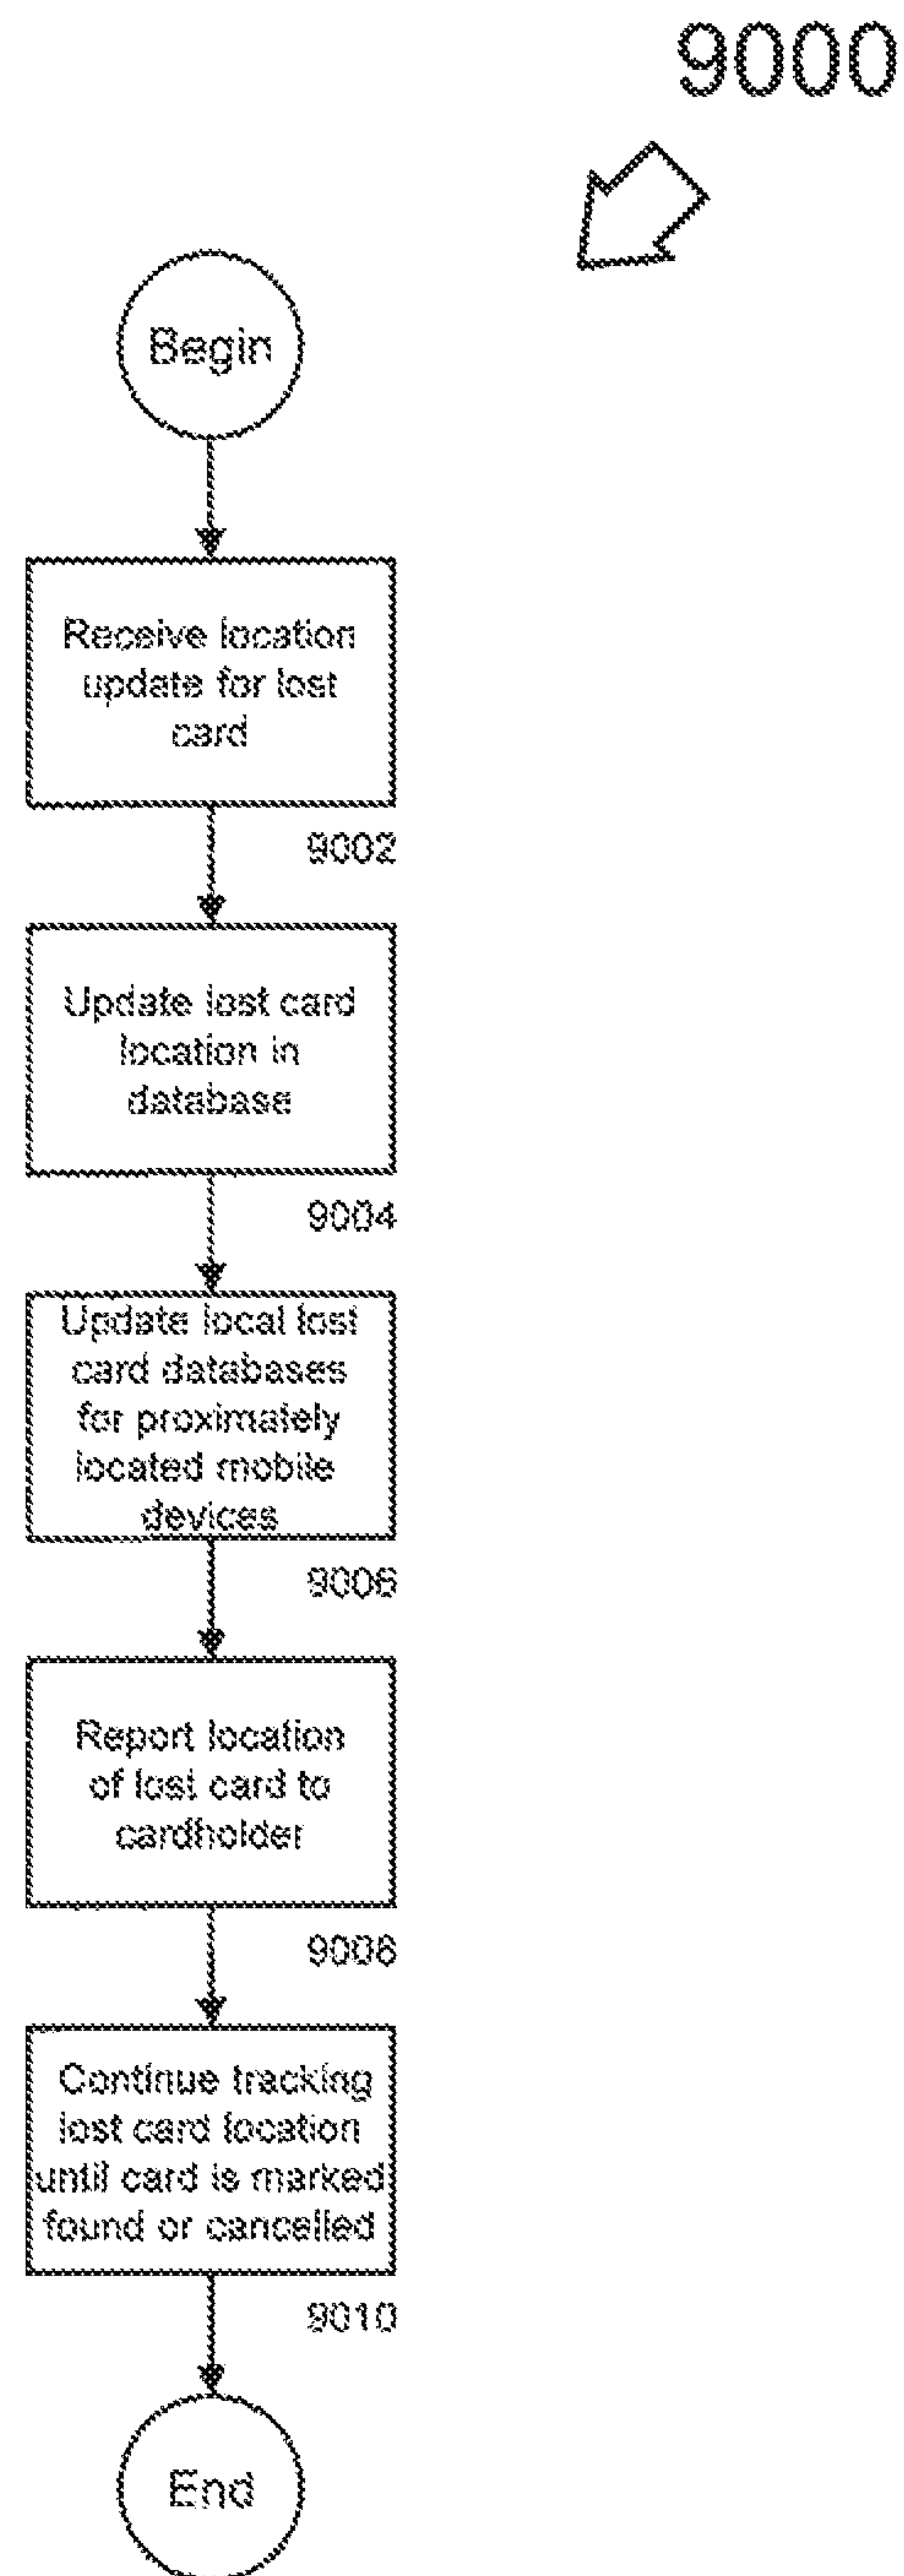 9000
Begin
Receive location
update for lost
card
9002
Update lost card
location in
database
9004
Update local lost
card databases
for proximately
located mobile
devices
9006
Report location
of lost card to
cardholder
9008
Continue tracking
lost card location
until card is marked
found or cancelled
9010
End